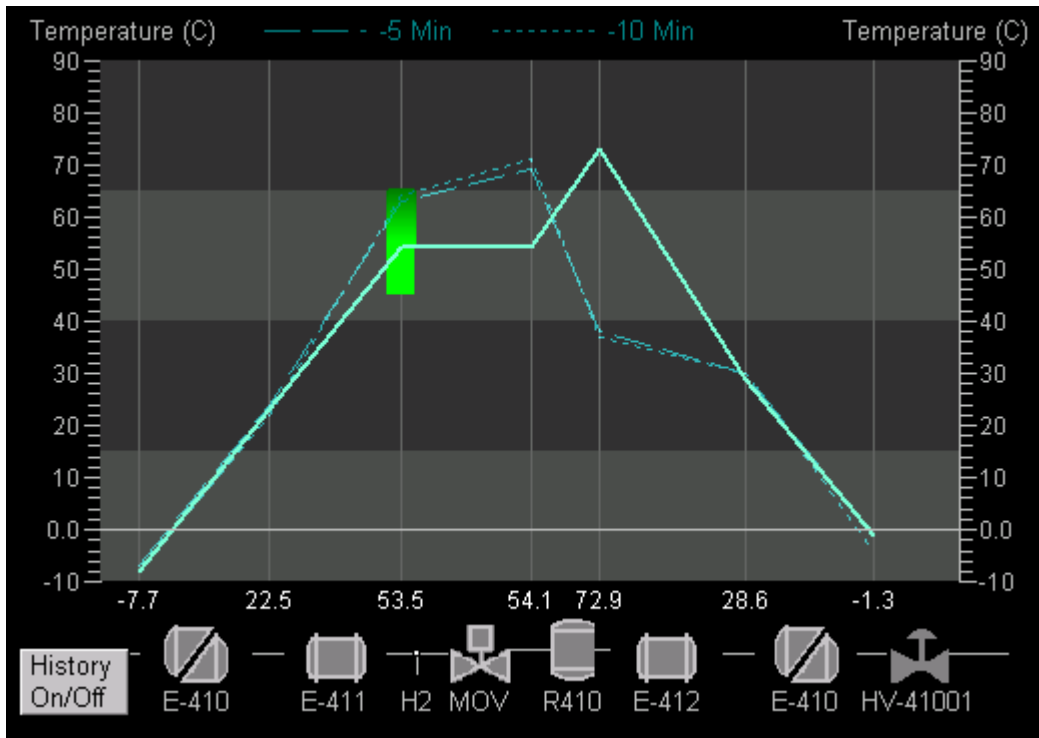 Temperature (C) -5 Min -10 Min Temperature (C)
90 90
80 80
70 70
60 60
50 50
40 40
30 30
20 20
10 10
0.0 0.0
-10 -10
-7.7 22.5 53.5 54.1 72.9 28.6 -1.3
History
On/Off
E-410 E-411 H2 MOV R410 E-412 E-410 HV-41001